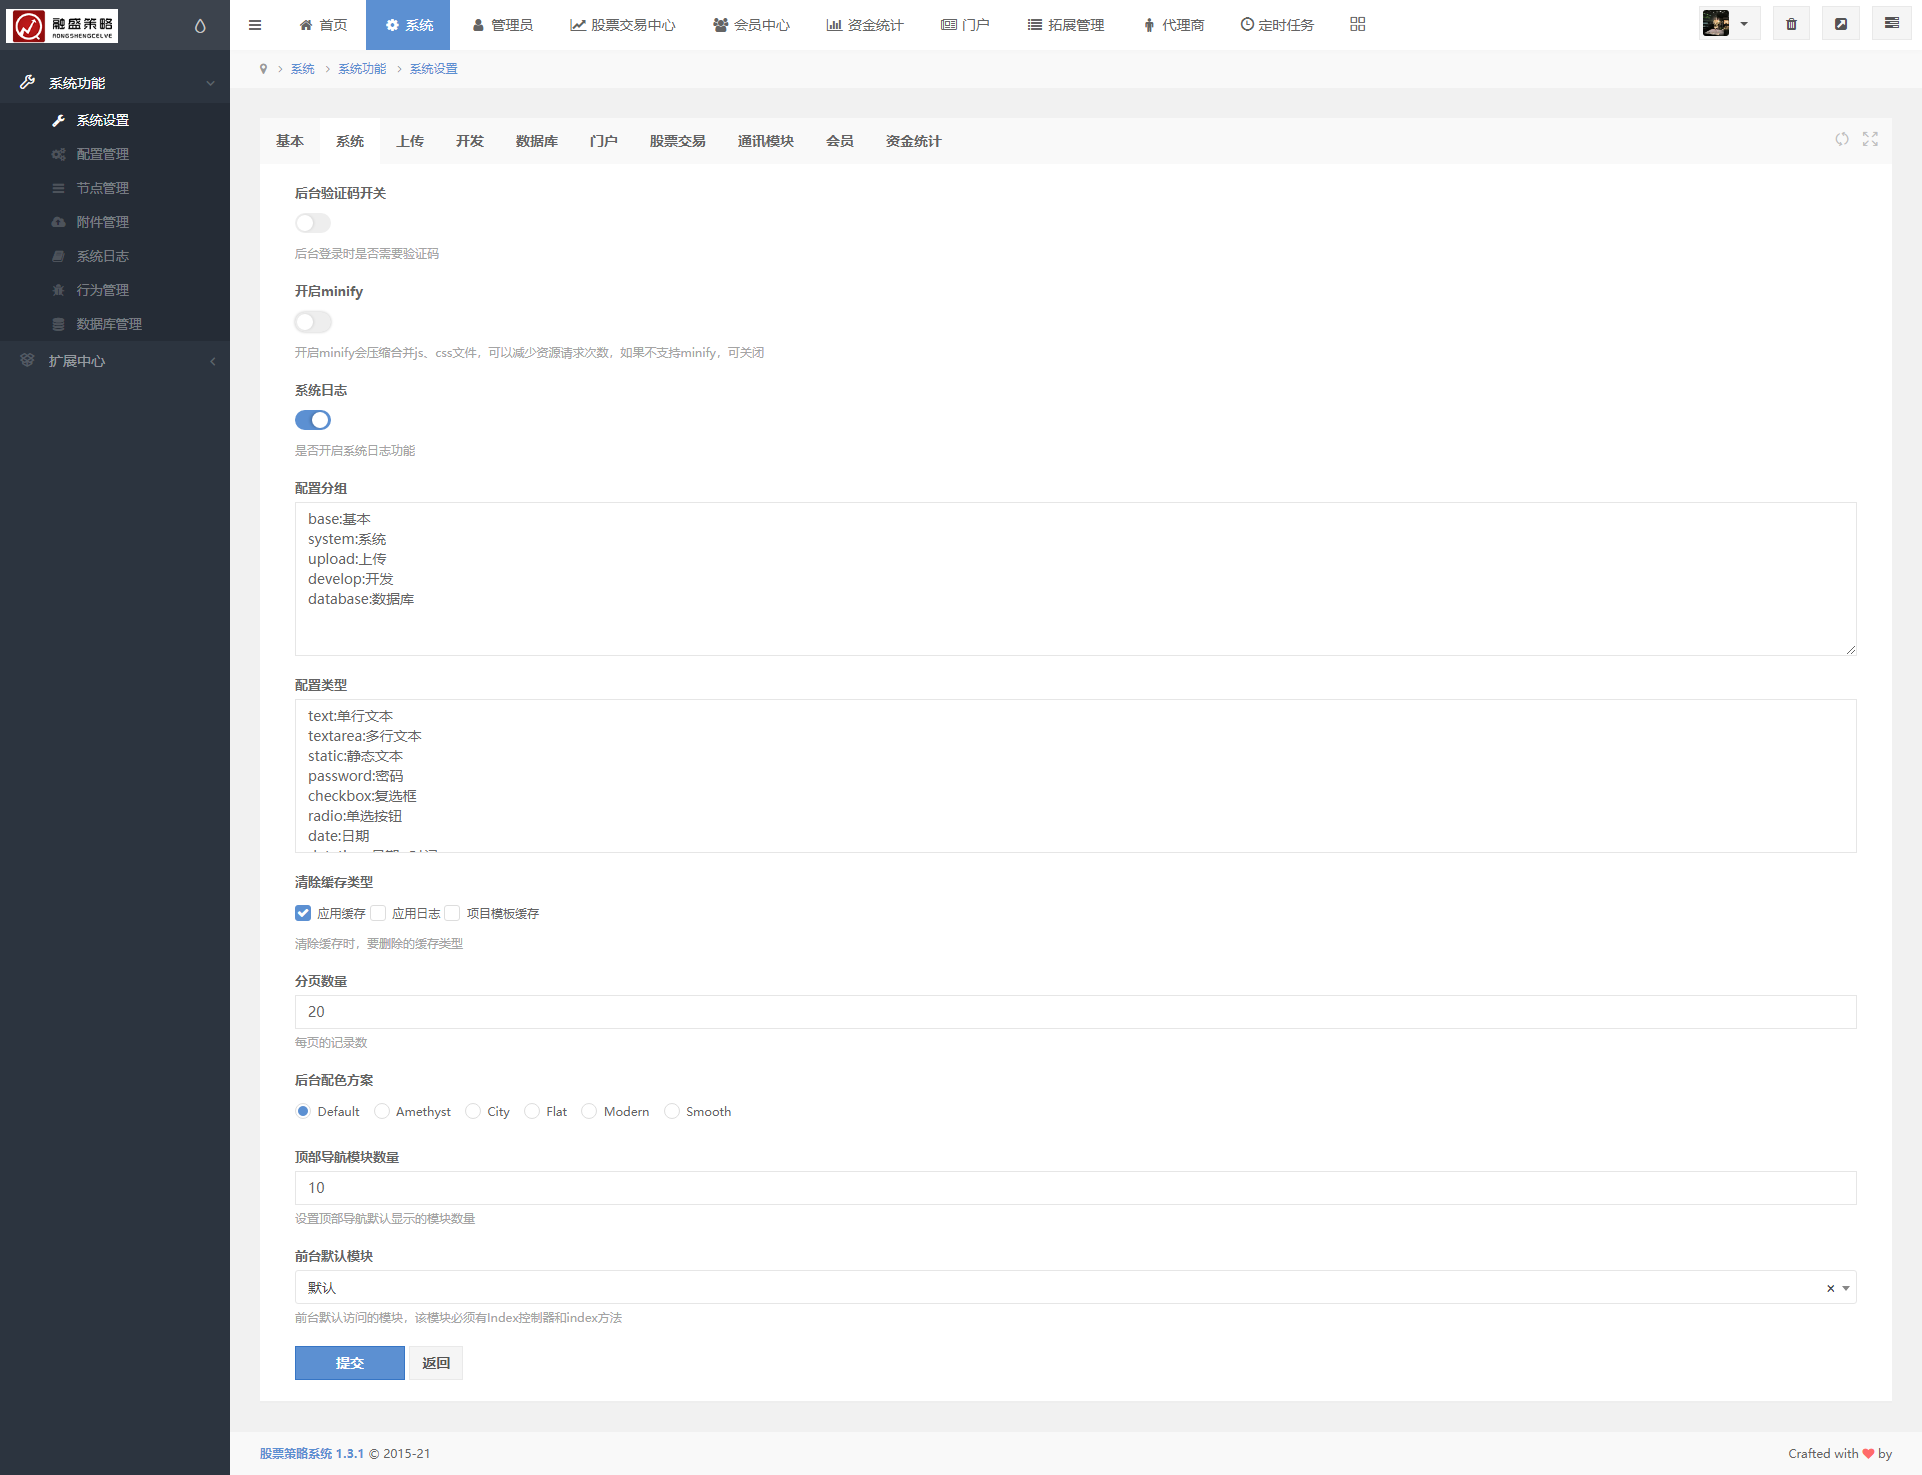 融盛策略
RONGSHENGCELVE
首页
系统
管理员
股票交易中心
会员中心
资金统计
门户
拓展管理
代理商
定时任务
系统 > 系统功能 > 系统设置
系统功能
系统设置
配置管理
节点管理
附件管理
系统日志
行为管理
数据库管理
扩展中心
基本
系统
上传
开发
数据库
门户
股票交易
通讯模块
会员
资金统计
后台验证码开关
后台登录时是否需要验证码
开启minify
开启minify会压缩合并js、css文件，可以减少资源请求次数，如果不支持minify，可关闭
系统日志
是否开启系统日志功能
配置分组
base:基本
system:系统
upload:上传
develop:开发
database:数据库
配置类型
text:单行文本
textarea:多行文本
static:静态文本
password:密码
checkbox:复选框
radio:单选按钮
date:日期
清除缓存类型
应用缓存 应用日志 项目模板缓存
清除缓存时，要删除的缓存类型
分页数量
20
每页的记录数
后台配色方案
Default Amethyst City Flat Modern Smooth
顶部导航模块数量
10
设置顶部导航默认显示的模块数量
前台默认模块
默认
前台默认访问的模块，该模块必须有Index控制器和index方法
提交
返回
股票策略系统 1.3.1 © 2015-21
Crafted with ❤ by